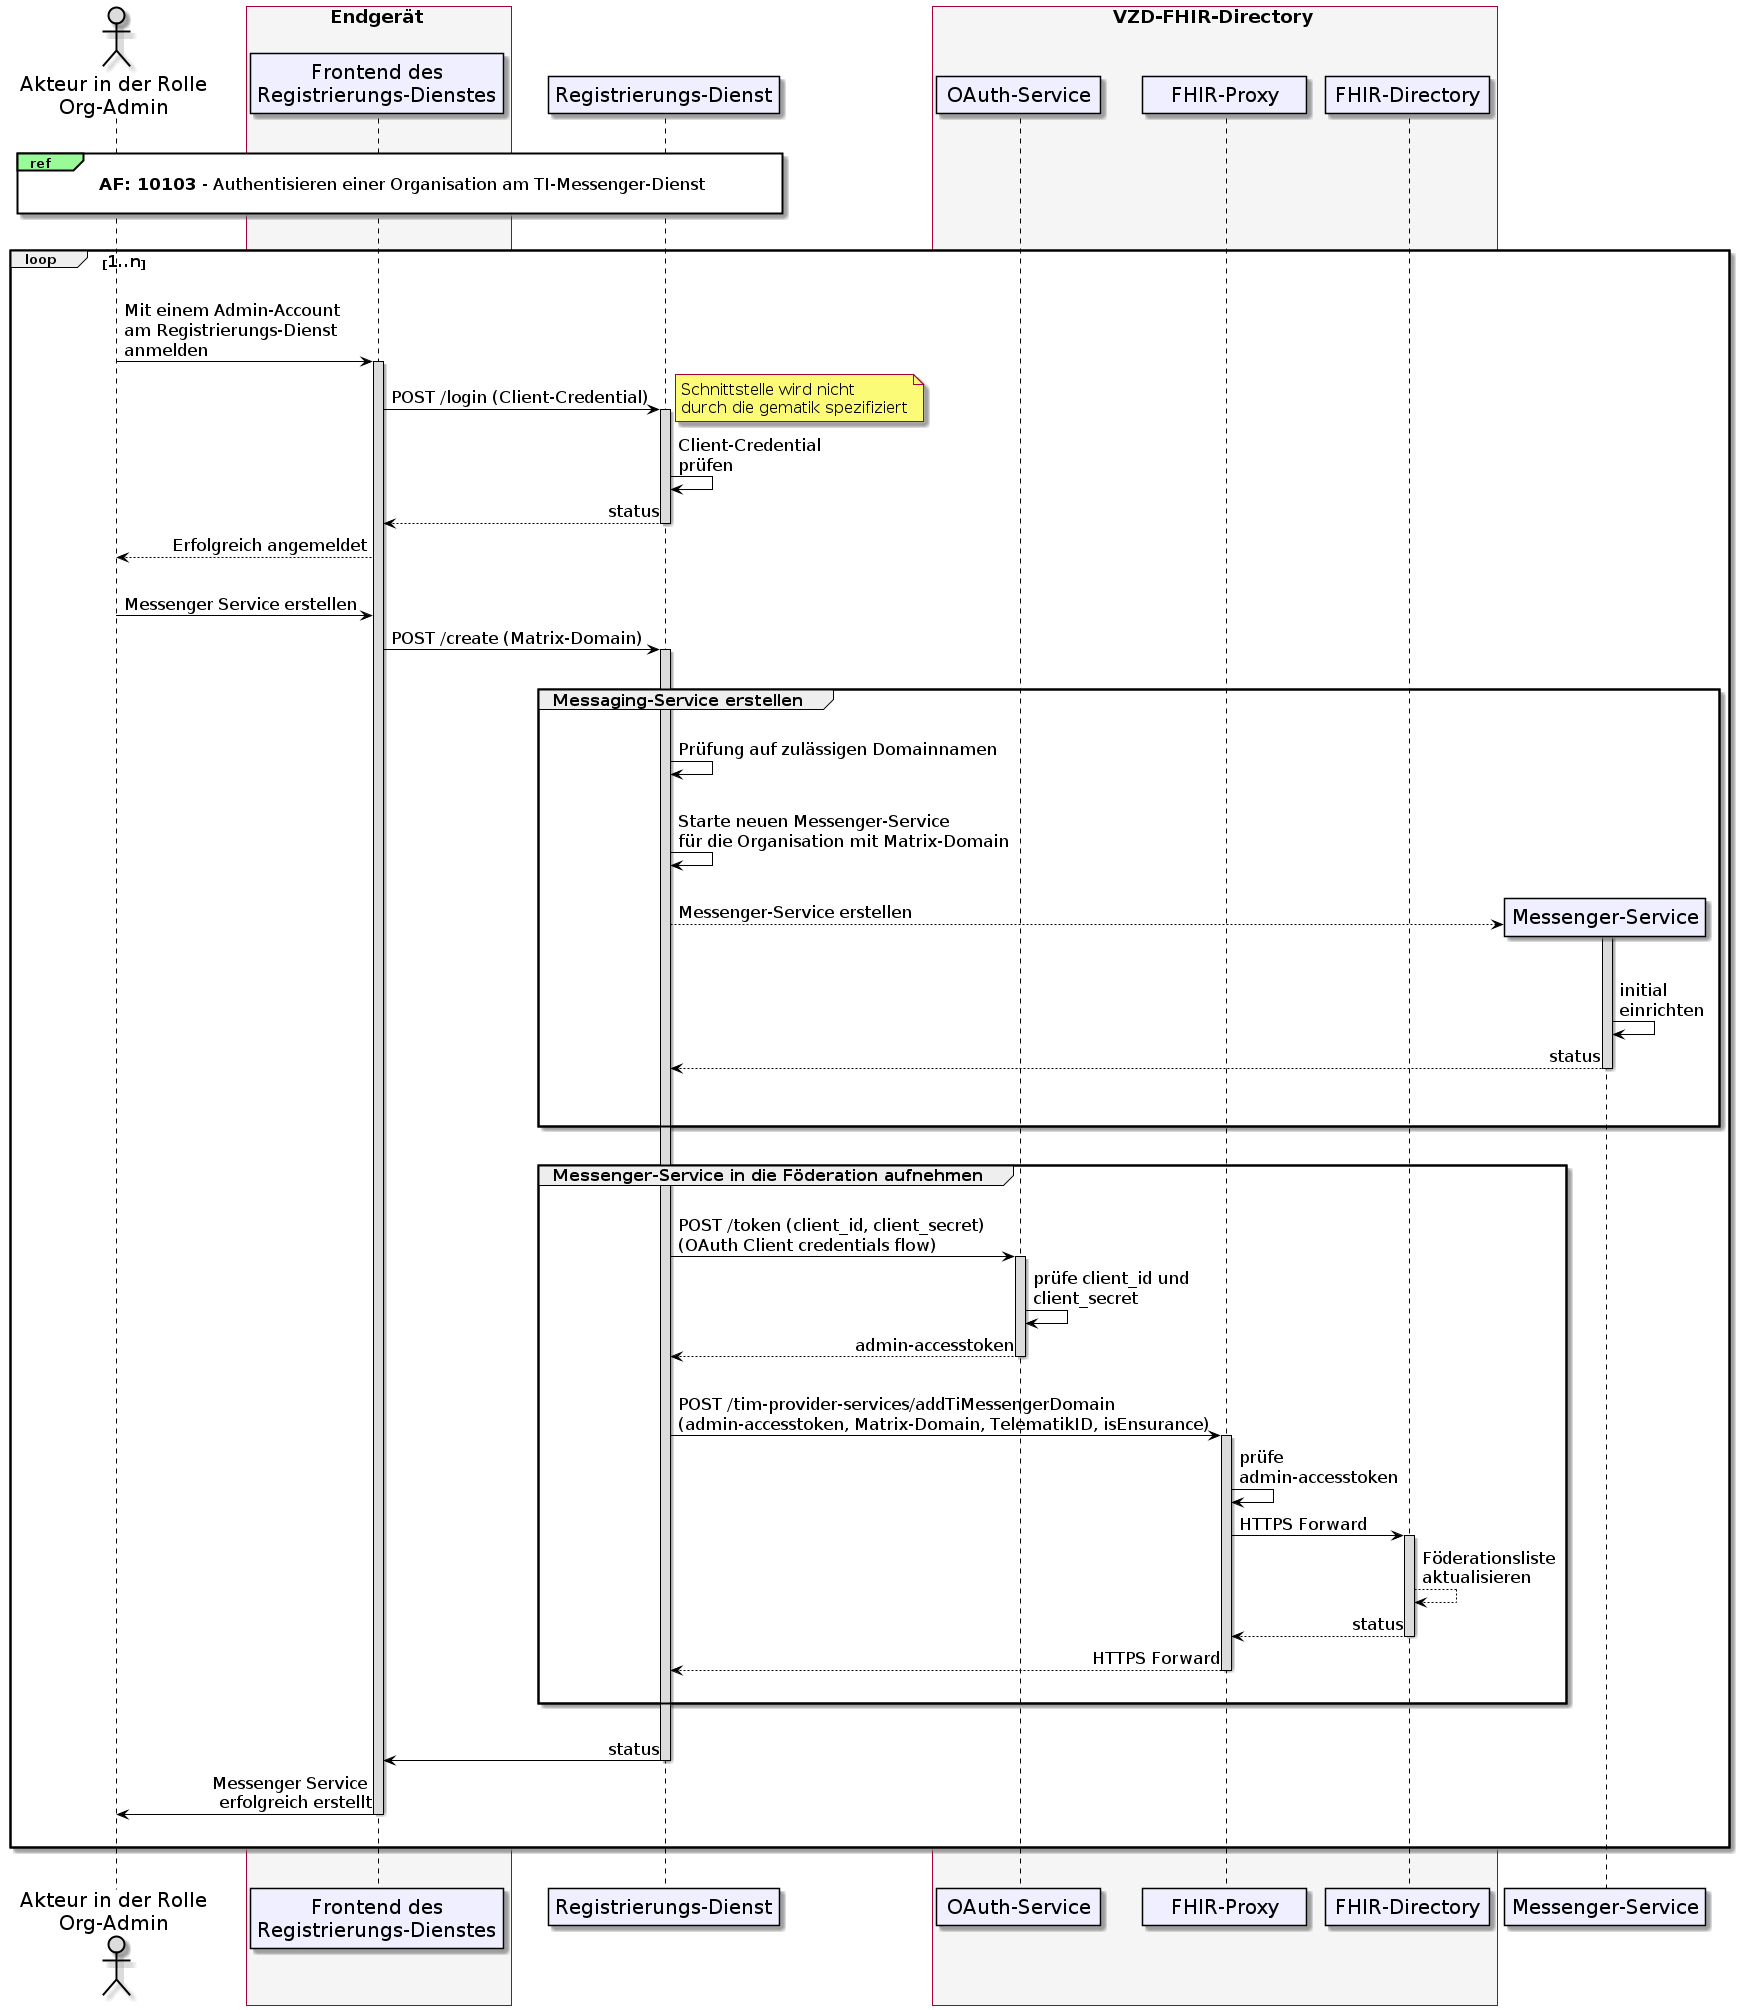 Endgerät
VZD-FHIR-Directory
Akteur in der Rolle
Org-Admin
Frontend des
Registrierungs-Dienstes
Registrierungs-Dienst
OAuth-Service
FHIR-Proxy
FHIR-Directory
ref
AF: 10103 - Authentisieren einer Organisation am TI-Messenger-Dienst
loop
[1..n]
Mit einem Admin-Account
am Registrierungs-Dienst
anmelden
POST /login (Client-Credential)
Schnittstelle wird nicht
durch die gematik spezifiziert
Client-Credential
prüfen
status
Erfolgreich angemeldet
Messenger Service erstellen
POST /create (Matrix-Domain)
Messaging-Service erstellen
Prüfung auf zulässigen Domainnamen
Starte neuen Messenger-Service
für die Organisation mit Matrix-Domain
Messenger-Service erstellen
Messenger-Service
initial
einrichten
status
Messenger-Service in die Föderation aufnehmen
POST /token (client_id, client_secret)
(OAuth Client credentials flow)
prüfe client_id und
client_secret
admin-accesstoken
POST /tim-provider-services/addTiMessengerDomain
(admin-accesstoken, Matrix-Domain, TelematikID, isEnsurance)
prüfe
admin-accesstoken
HTTPS Forward
Föderationsliste
aktualisieren
status
HTTPS Forward
status
Messenger Service
erfolgreich erstellt
Akteur in der Rolle
Org-Admin
Frontend des
Registrierungs-Dienstes
Registrierungs-Dienst
OAuth-Service
FHIR-Proxy
FHIR-Directory
Messenger-Service